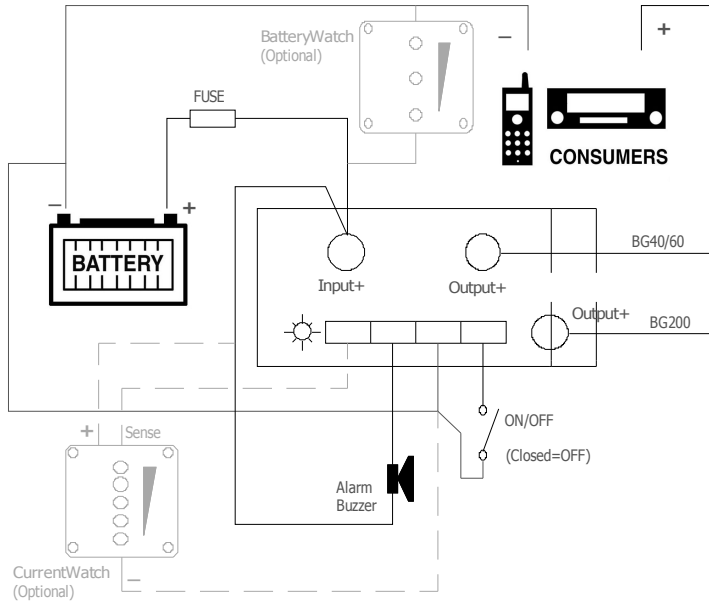 BatteryWatch
(Optional)
−
+
FUSE
CONSUMERS
−
+
BATTERY
Input+
Output+
BG40/60
Output+
BG200
+
Sense
ON/OFF
(Closed=OFF)
Alarm
Buzzer
CurrentWatch
(Optional)
−